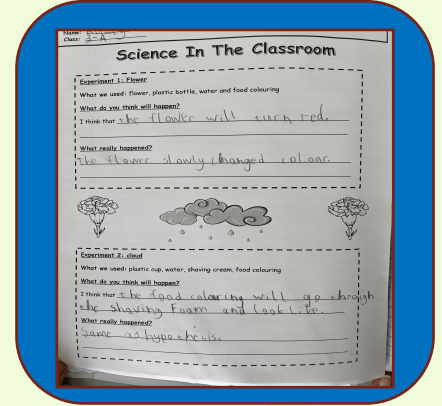 Name:
Class: 3-A
Science In The Classroom
Experiment 1: Flower
What we used: flower, plastic bottle, water and food colouring
What do you think will happen?
I think that the flower will turn red.
What really happened?
The flower slowly changed colour.
Experiment 2: cloud
What we used: plastic cup, water, shaving cream, food colouring
What do you think will happen?
I think that the food coloring will go through
the shaving foam and look like.
What really happened?
Same as hypothesis.